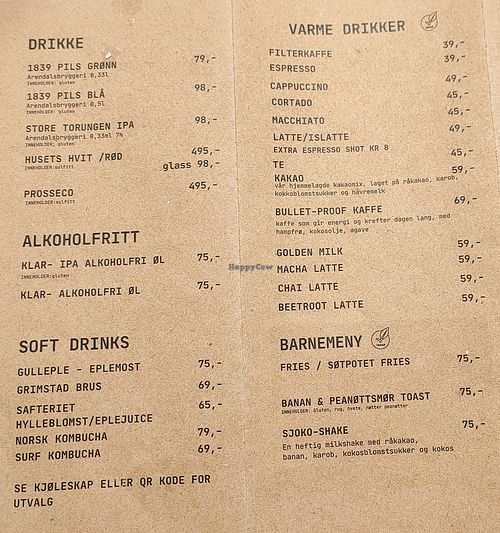 DRIKKE
1839 PILS GRØNN 79,-
Arendalsbryggeri 0,33l
INNEHOLDER: gluten
1839 PILS BLÅ 98,-
Arendalsbryggeri 0,5l
INNEHOLDER: gluten
STORE TORUNGEN IPA 98,-
Arendalsbryggeri 0,33ml 7%
INNEHOLDER: gluten
HUSETS HVIT /RØD 495,-
INNEHOLDER:sulfitt glass 98,-
PROSSECO 495,-
INNEHOLDER:sulfitt
ALKOHOLFRITT
KLAR- IPA ALKOHOLFRI ØL 75,-
INNEHOLDER:gluten
KLAR- ALKOHOLFRI ØL 75,-
SOFT DRINKS
GULLEPLE - EPLEMOST 75,-
GRIMSTAD BRUS 69,-
SAFTERIET 65,-
HYLLEBLOMST/EPLEJUICE
NORSK KOMBUCHA 79,-
SURF KOMBUCHA 69,-
SE KJØLESKAP ELLER QR KODE FOR
UTVALG
VARME DRIKKER
FILTERKAFFE 39,-
ESPRESSO 39,-
CAPPUCCINO 49,-
CORTADO 45,-
MACCHIATO 45,-
LATTE/ISLATTE 49,-
EXTRA ESPRESSO SHOT KR 8
TE 45,-
KAKAO 59,-
vår hjemmelagde kakaomix, laget på råkakao, karob,
kokkoblomstsukker og hàvremelk
BULLET-PROOF KAFFE 69,-
kaffe som gir energi og krefter dagen lang, med
hampfrø, kokosolje, agave
GOLDEN MILK 59,-
MACHA LATTE 59,-
CHAI LATTE 59,-
BEETROOT LATTE 59,-
BARNEMENY
FRIES / SØTPOTET FRIES 75,-
BANAN & PEANØTTSMØR TOAST 75,-
INNEHOLDER: Gluten, rug, hvete, nøtter peanøtter
SJOKO-SHAKE 75,-
En heftig milkshake med råkakao,
banan, karob, kokosblomstsukker og kokos
HappyCow